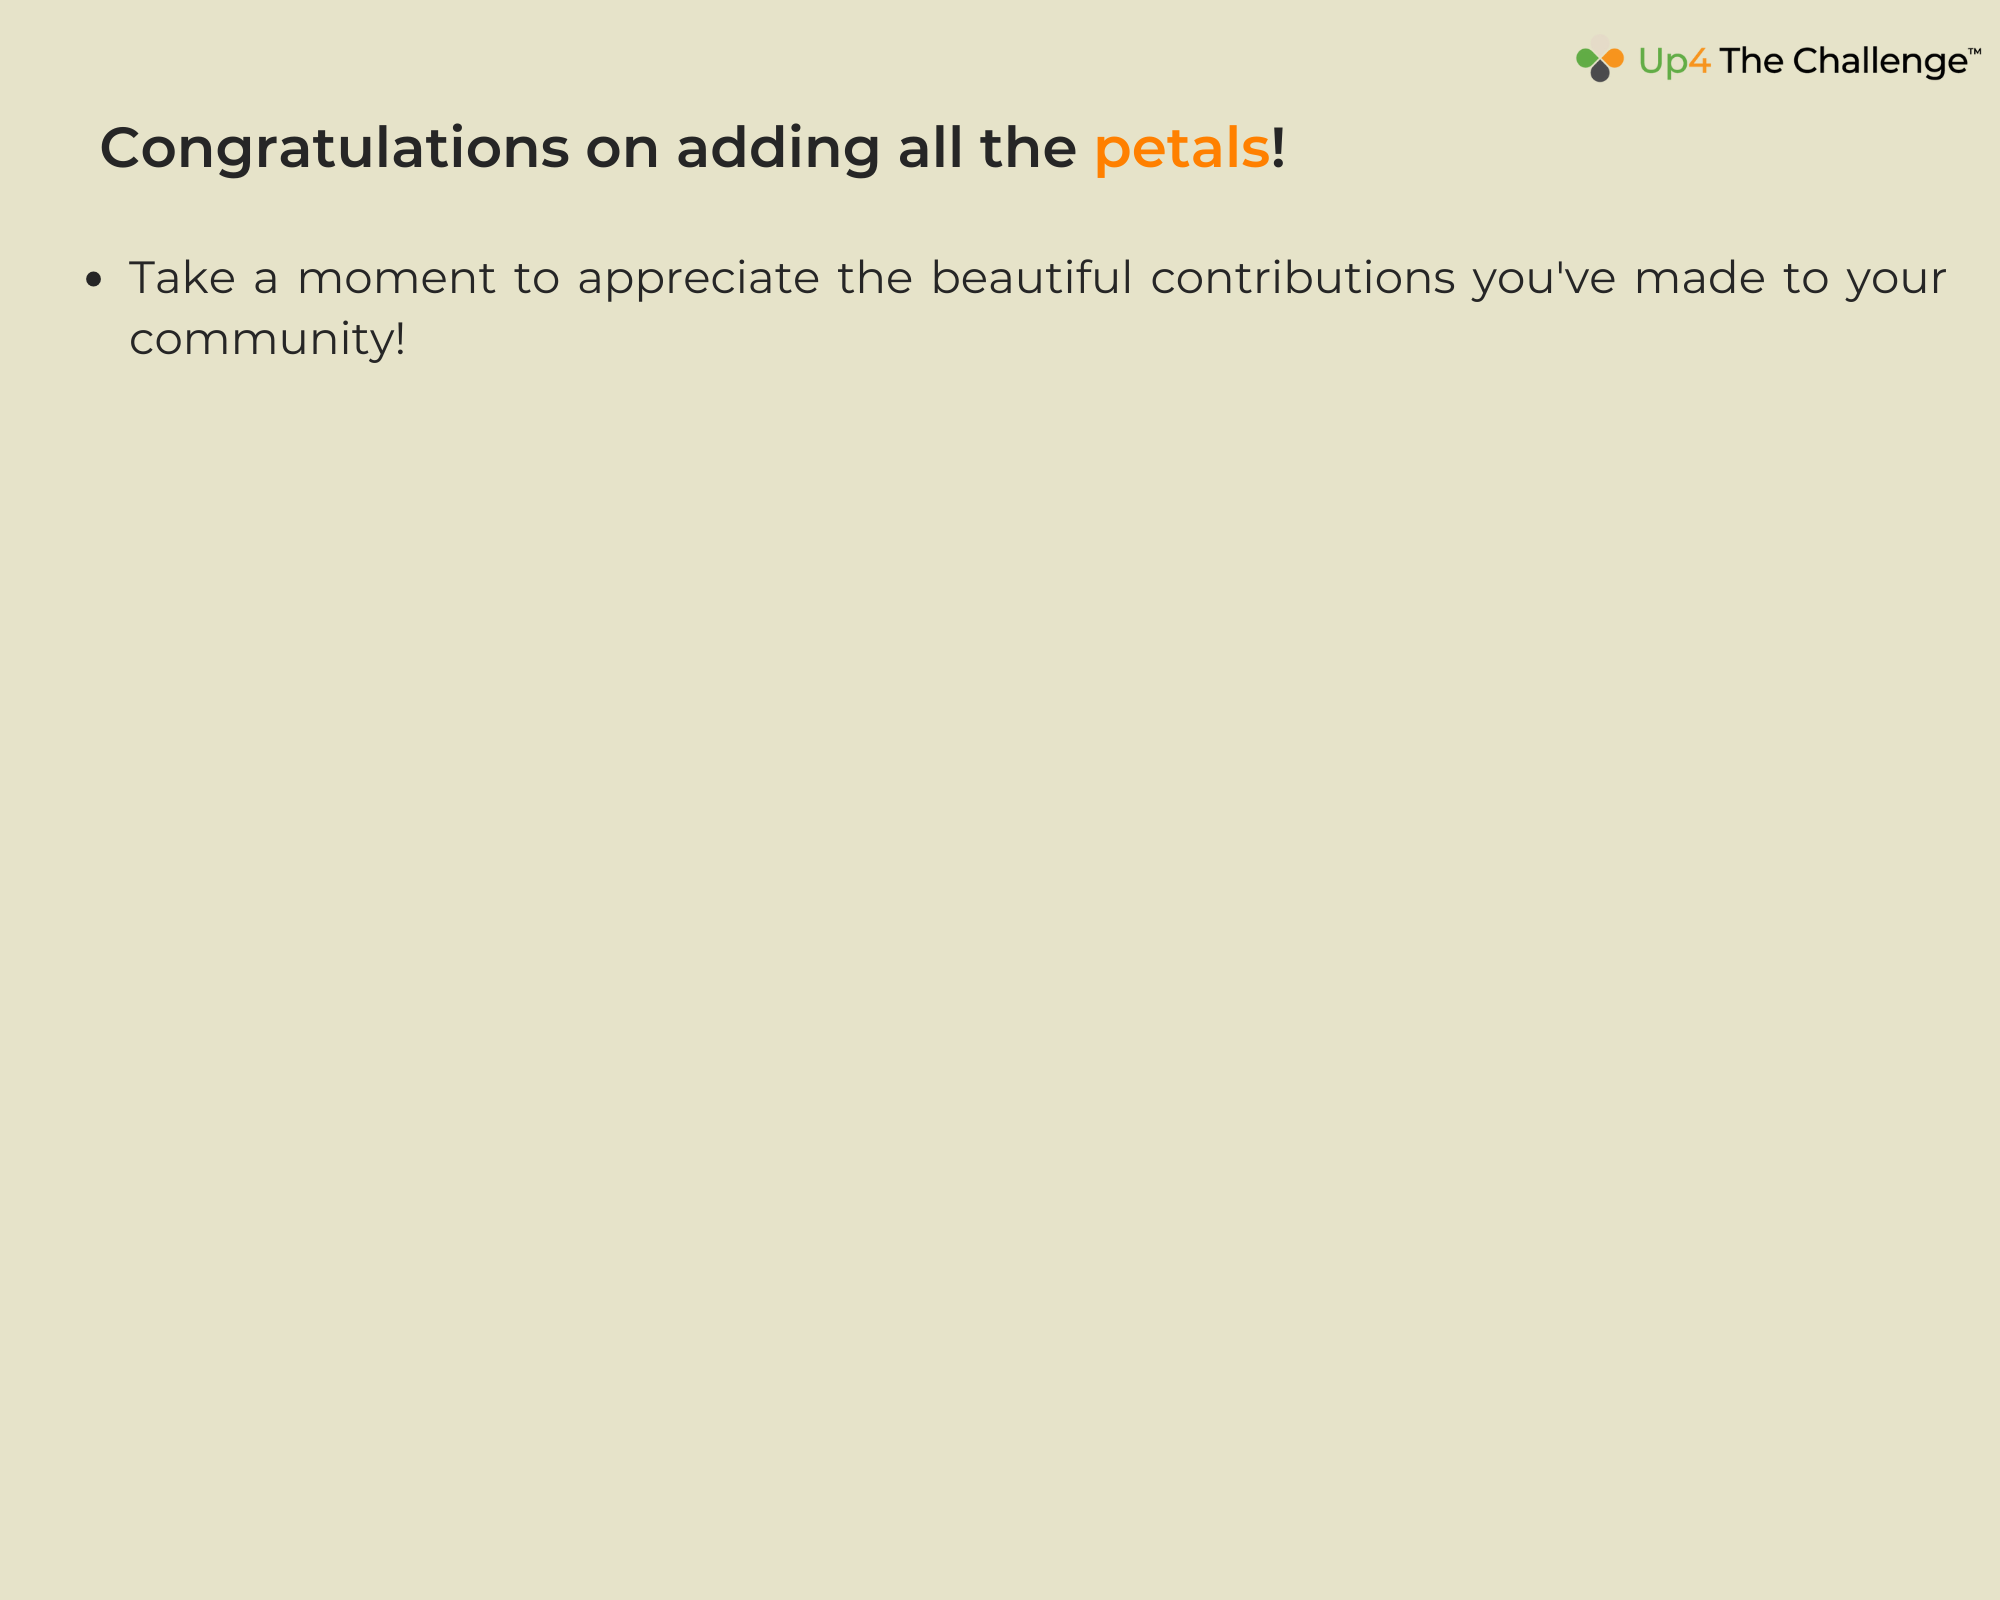 Up4 The Challenge™
Congratulations on adding all the petals!
• Take a moment to appreciate the beautiful contributions you've made to your
community!